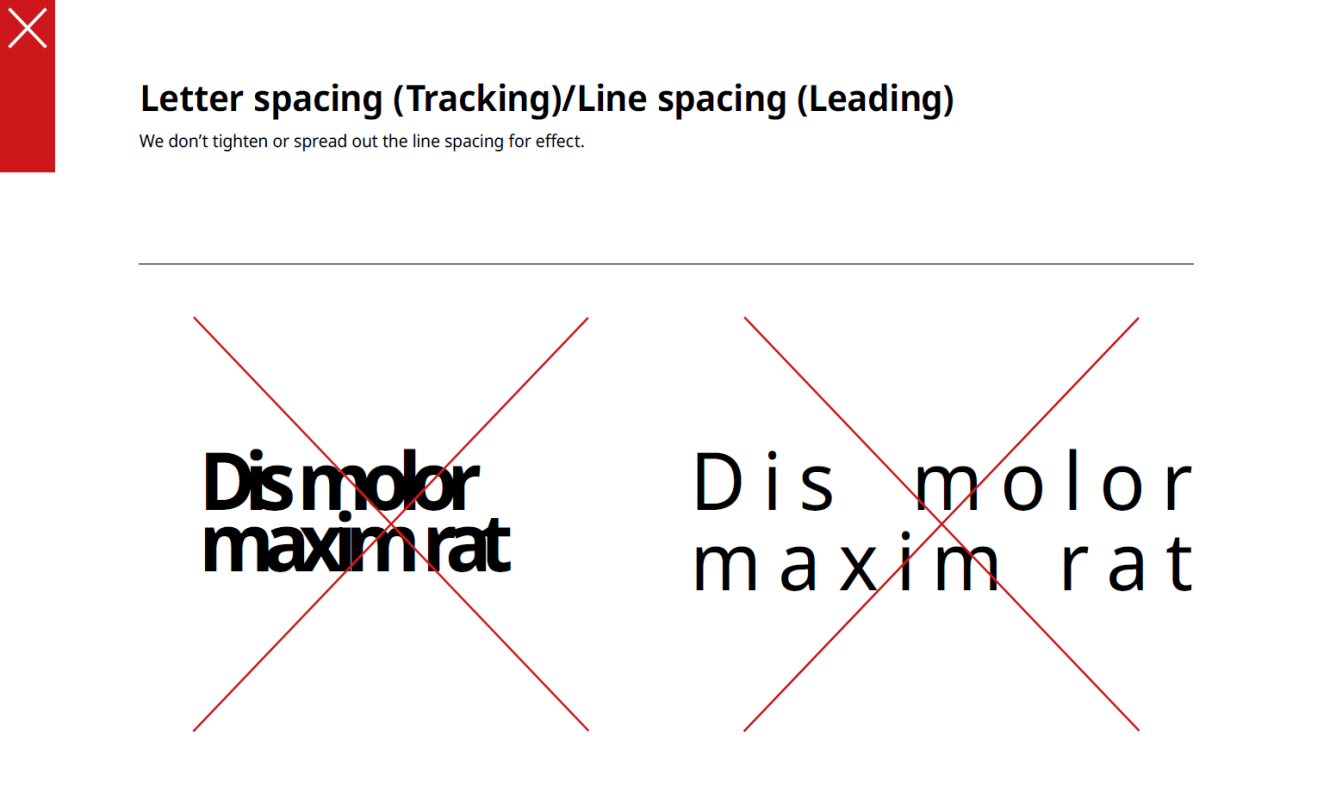 Letter spacing (Tracking)/Line spacing (Leading)
We don’t tighten or spread out the line spacing for effect.
Dis molor
maxim rat
Dis molor
maxim rat